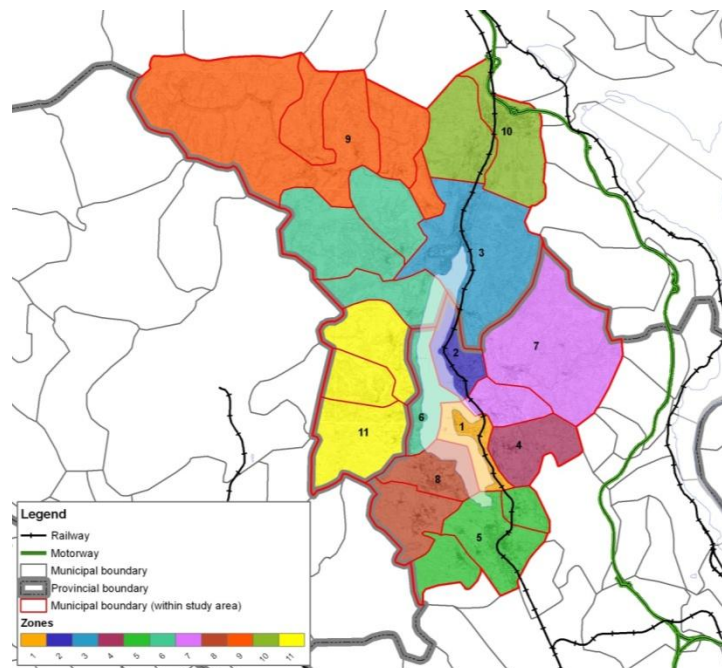 9
10
3
7
2
6
1
4
11
8
5
Legend
Railway
Motorway
Municipal boundary
Provincial boundary
Municipal boundary (within study area)
Zones
1 2 3 4 5 6 7 8 9 10 11